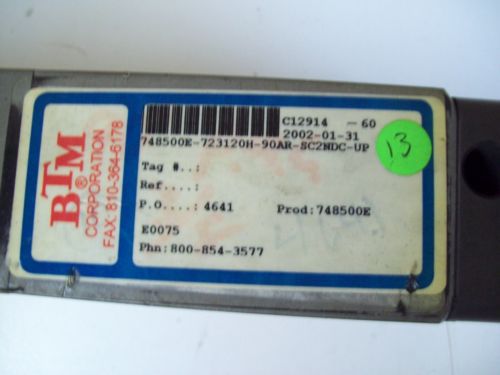 BTM®
CORPORATION
FAX: 810-364-6178
C12914 -60
2002-01-31
748500E-723120H-90AR-SC2NDC-UP
Tag #..:
Ref....:
P.O....: 4641 Prod:748500E
E0075
Phn:800-854-3577
13